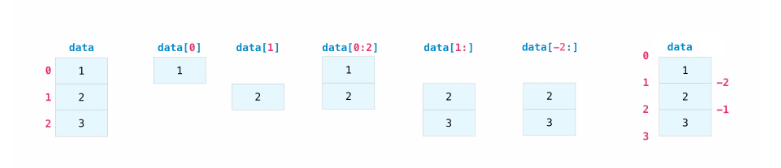 data data[0] data[1] data[0:2] data[1:] data[-2:] data
0
0 1 1 1 1
1 -2
1 2 2 2 2 2 2
2 -1
2 3 3 3 3
3